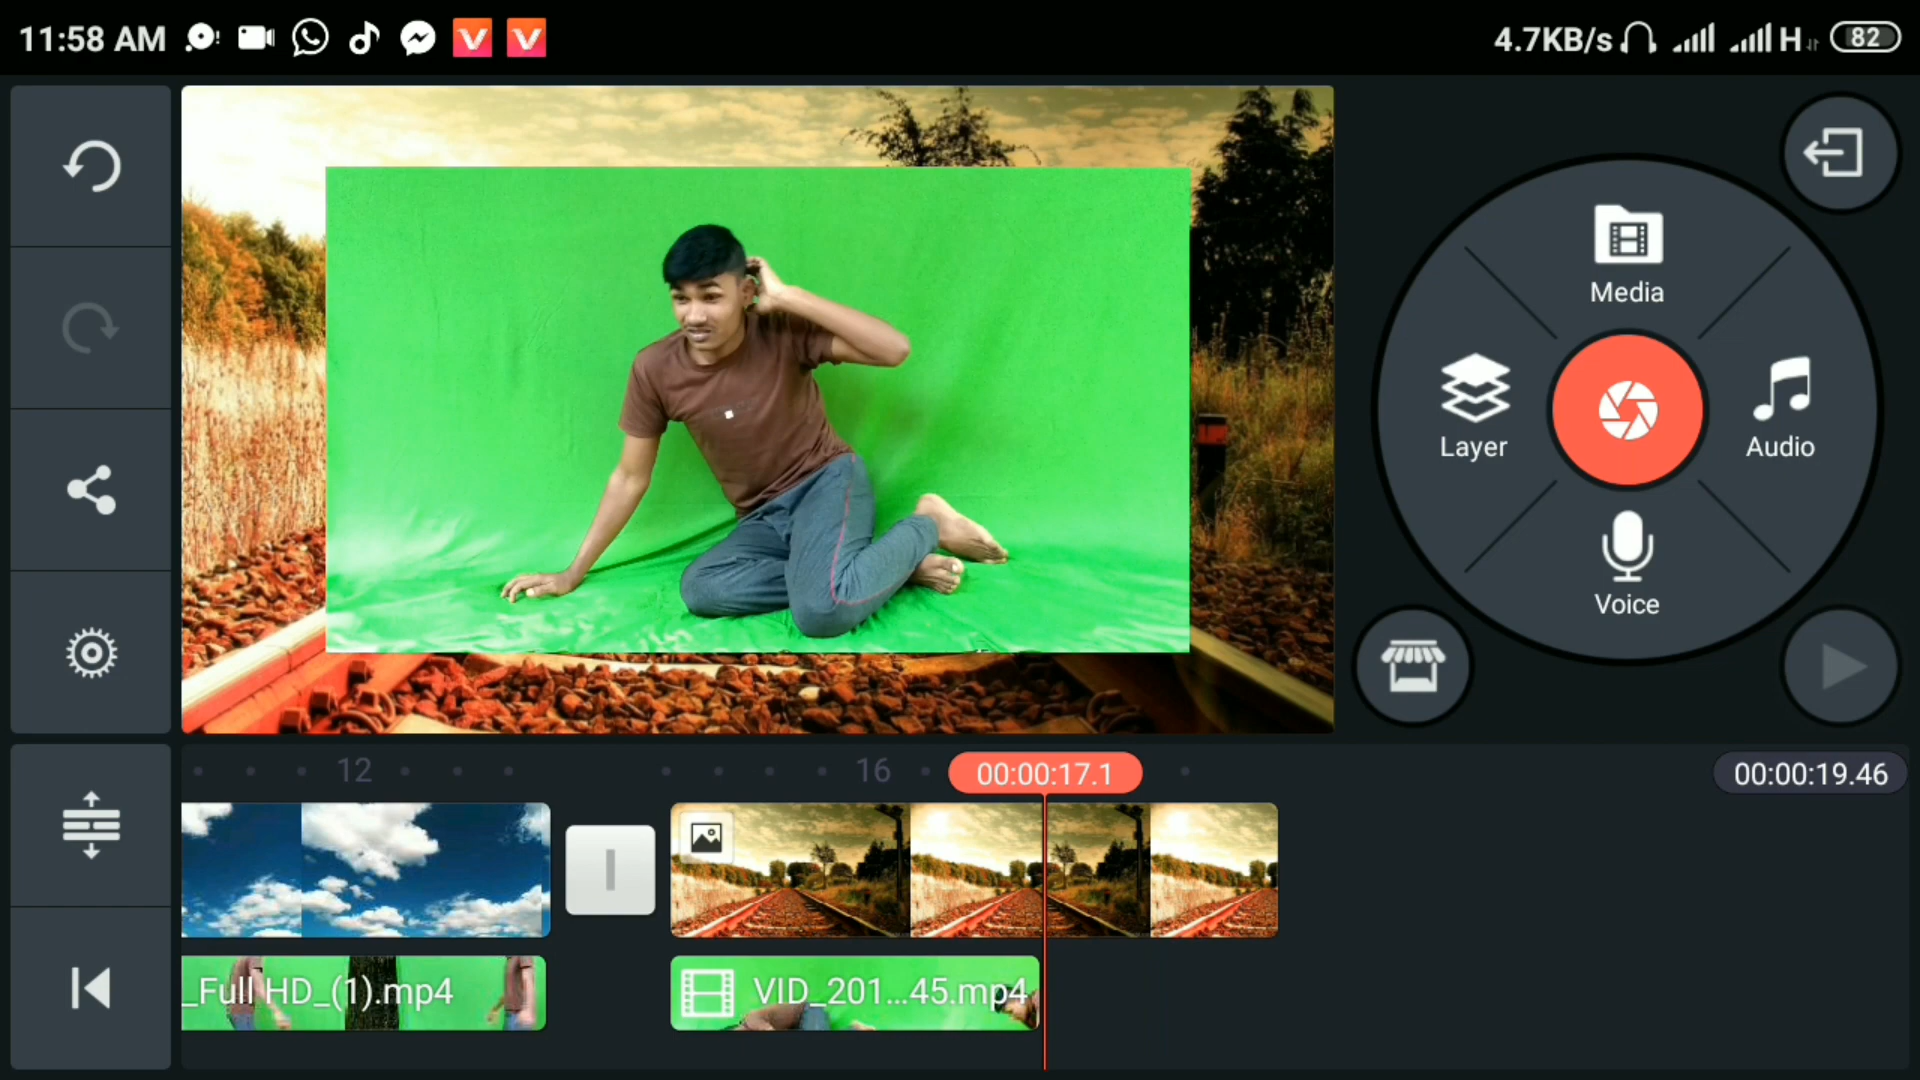 11:58 AM
4.7KB/s H 82
Media
Layer
Audio
Voice
12 16 00:00:17.1 00:00:19.46
_Full HD_(1).mp4
VID_201...45.mp4